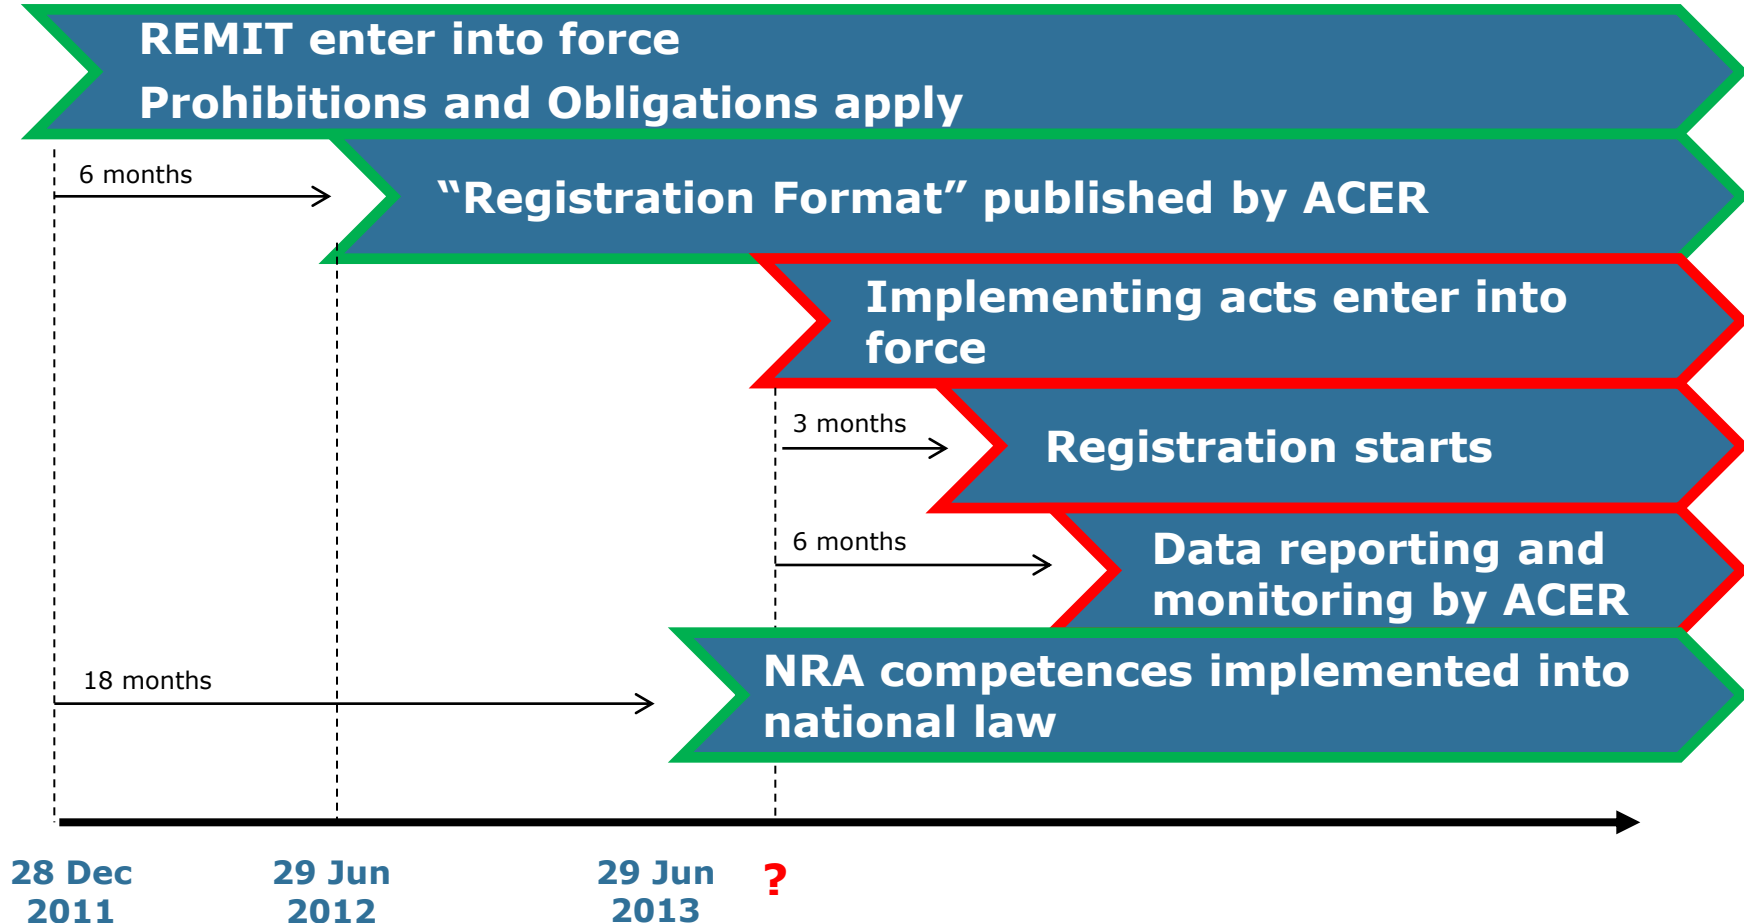 REMIT enter into force
Prohibitions and Obligations apply
6 months
“Registration Format” published by ACER
Implementing acts enter into
force
3 months
Registration starts
6 months
Data reporting and
monitoring by ACER
18 months
NRA competences implemented into
national law
28 Dec
2011
29 Jun
2012
29 Jun
2013
?